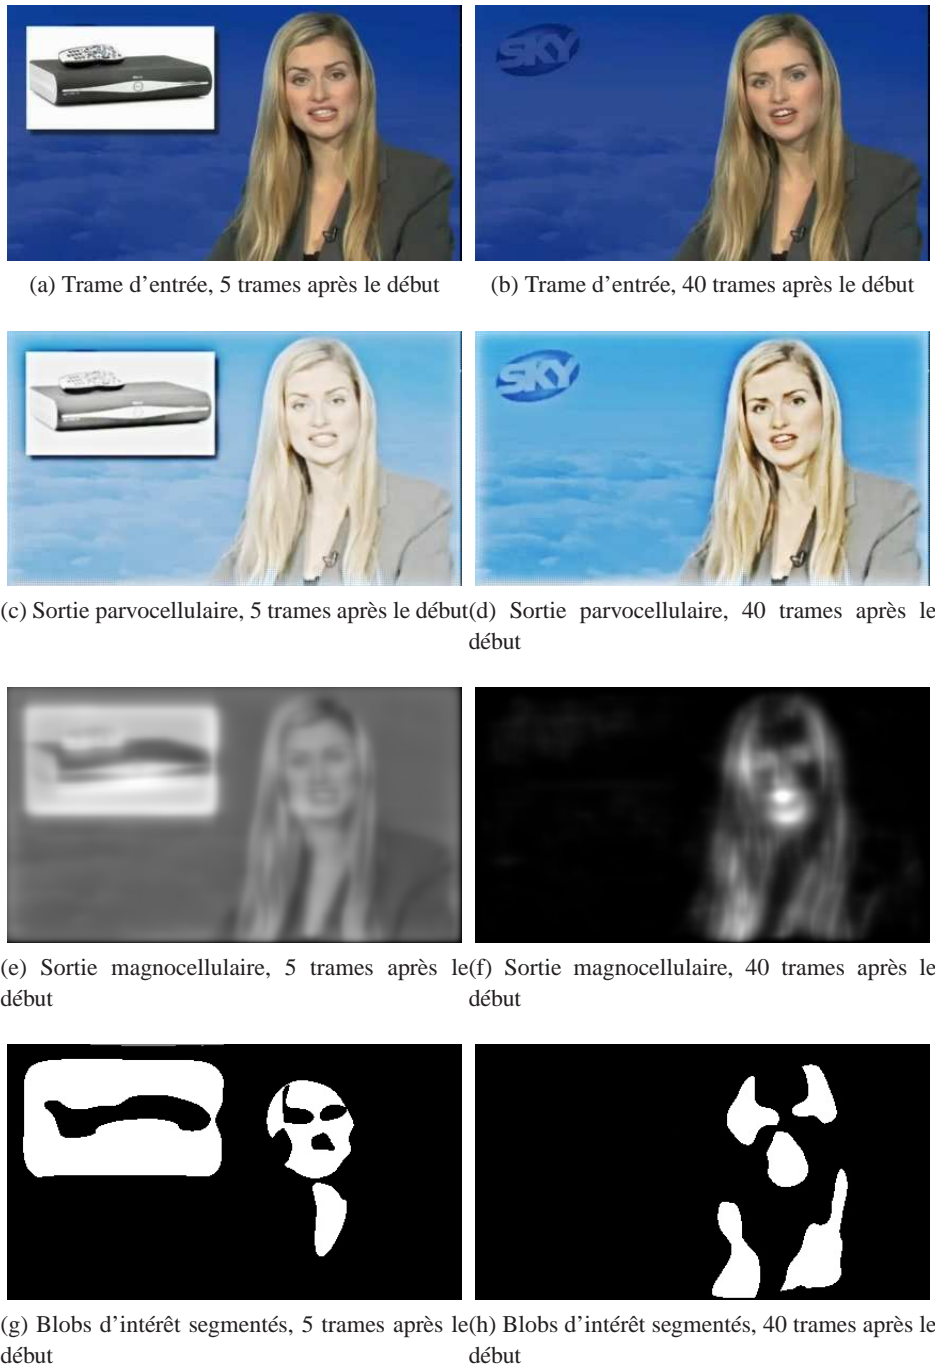 SKY
(a) Trame d'entrée, 5 trames après le début
(b) Trame d'entrée, 40 trames après le début
SKY
(c) Sortie parvocellulaire, 5 trames après le début
(d) Sortie parvocellulaire, 40 trames après le
début
(e) Sortie magnocellulaire, 5 trames après le
début
(f) Sortie magnocellulaire, 40 trames après le
début
(g) Blobs d'intérêt segmentés, 5 trames après le
début
(h) Blobs d'intérêt segmentés, 40 trames après le
début